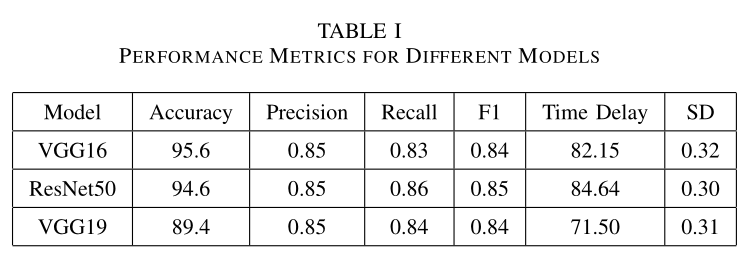 TABLE I
PERFORMANCE METRICS FOR DIFFERENT MODELS
Model Accuracy Precision Recall F1 Time Delay SD
VGG16 95.6 0.85 0.83 0.84 82.15 0.32
ResNet50 94.6 0.85 0.86 0.85 84.64 0.30
VGG19 89.4 0.85 0.84 0.84 71.50 0.31